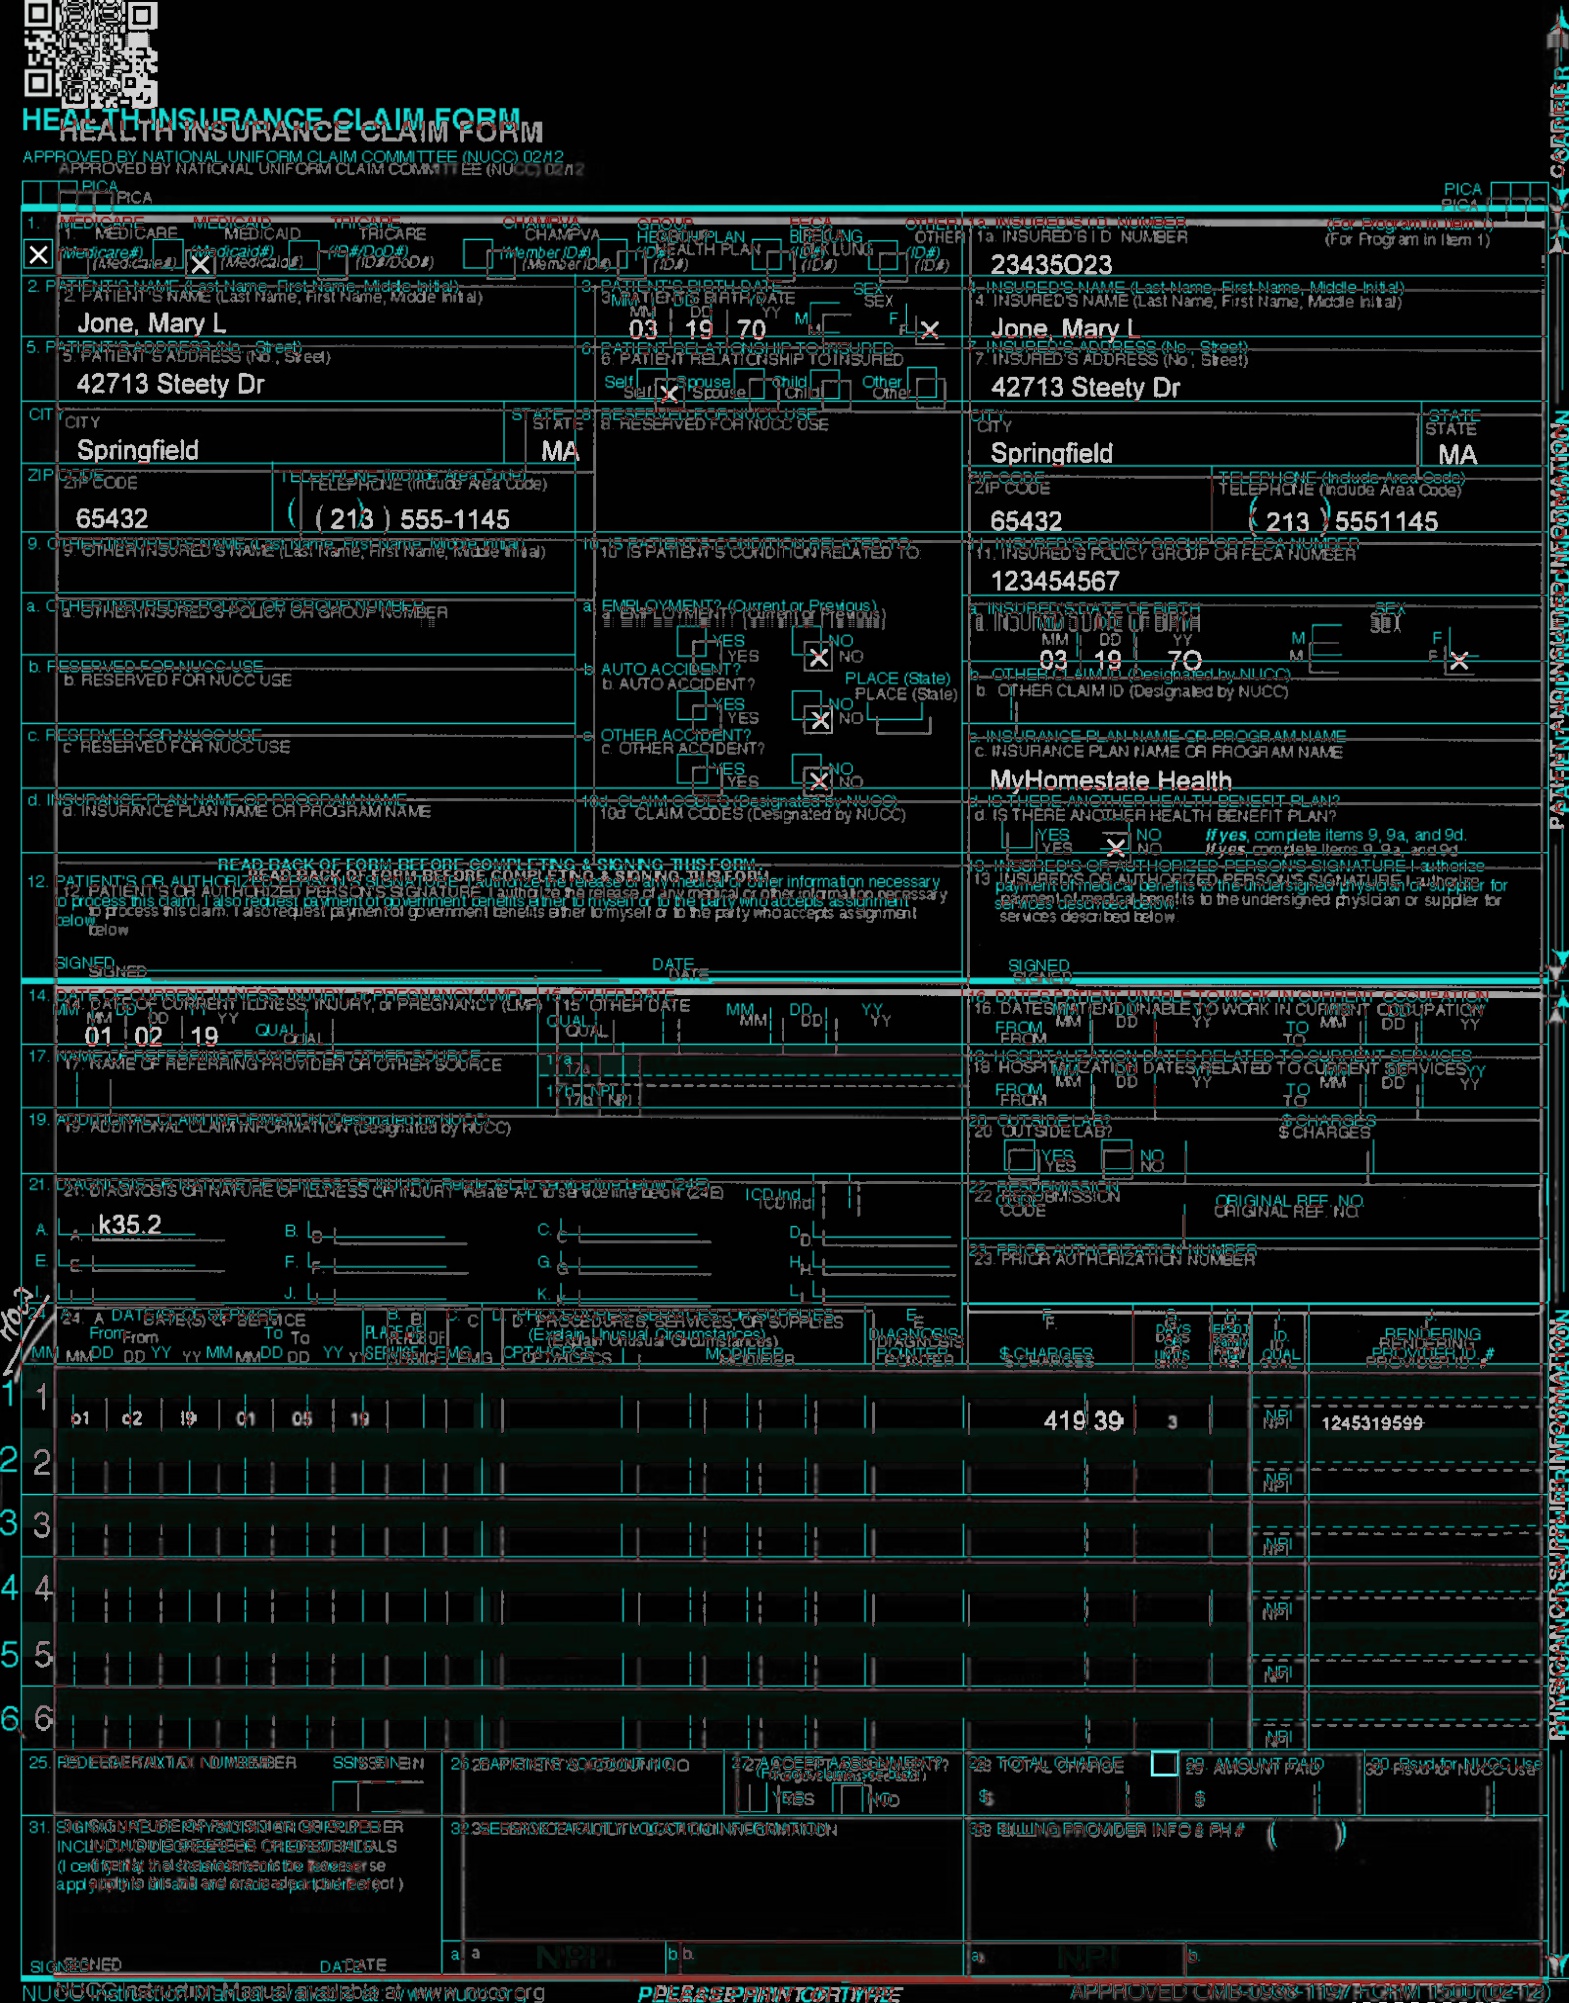 HEALTH INSURANCE CLAIM FORM
HEALTH INSURANCE CLAIM FORM
APPROVED BY NATIONAL UNIFORM CLAIM COMMITTEE (NUCC) 02/12
APPROVED BY NATIONAL UNIFORM CLAIM COMMITTEE (NUCC) 02/12
PICA PICA
PICA
CARRIER
1. MEDICARE MEDICAID TRICARE CHAMPVA GROUP HEALTH PLAN FECA BLK LUNG OTHER 1a. INSURED'S I.D. NUMBER (For Program in Item 1)
X (Medicare#) X (Medicaid#) (ID#/DoD#) (Member ID#) (ID#) (ID#) (ID#) 23435O23
2. PATIENT'S NAME (Last Name, First Name, Middle Initial) 3. PATIENT'S BIRTH DATE SEX 4. INSURED'S NAME (Last Name, First Name, Middle Initial)
MM DD YY
Jone, Mary L 03 19 70 M F X Jone, Mary L
5. PATIENT'S ADDRESS (No., Street) 6. PATIENT RELATIONSHIP TO INSURED 7. INSURED'S ADDRESS (No., Street)
42713 Steety Dr Self X Spouse Child Other 42713 Steety Dr
CITY STATE 8. RESERVED FOR NUCC USE CITY STATE
Springfield MA Springfield MA
ZIP CODE TELEPHONE (Include Area Code) ZIP CODE TELEPHONE (Include Area Code)
65432 ( 213 ) 555-1145 65432 ( 213 ) 5551145
9. OTHER INSURED'S NAME (Last Name, First Name, Middle Initial) 10. IS PATIENT'S CONDITION RELATED TO: 11. INSURED'S POLICY GROUP OR FECA NUMBER
123454567
a. OTHER INSURED'S POLICY OR GROUP NUMBER a. EMPLOYMENT? (Current or Previous) a. INSURED'S DATE OF BIRTH SEX
YES X NO MM DD YY M F
03 19 7O X
b. RESERVED FOR NUCC USE b. AUTO ACCIDENT? PLACE (State) b. OTHER CLAIM ID (Designated by NUCC)
YES X NO
c. RESERVED FOR NUCC USE c. OTHER ACCIDENT? c. INSURANCE PLAN NAME OR PROGRAM NAME
YES X NO MyHomestate Health
d. INSURANCE PLAN NAME OR PROGRAM NAME 10d. CLAIM CODES (Designated by NUCC) d. IS THERE ANOTHER HEALTH BENEFIT PLAN?
YES X NO If yes, complete items 9, 9a, and 9d.
READ BACK OF FORM BEFORE COMPLETING & SIGNING THIS FORM.
12. PATIENT'S OR AUTHORIZED PERSON'S SIGNATURE I authorize the release of any medical or other information necessary
to process this claim. I also request payment of government benefits either to myself or to the party who accepts assignment
below.
13. INSURED'S OR AUTHORIZED PERSON'S SIGNATURE I authorize
payment of medical benefits to the undersigned physician or supplier for
services described below.
SIGNED DATE SIGNED
PATIENT AND INSURED INFORMATION
14. DATE OF CURRENT ILLNESS, INJURY, or PREGNANCY (LMP) 15. OTHER DATE 16. DATES PATIENT UNABLE TO WORK IN CURRENT OCCUPATION
MM DD YY QUAL. QUAL. MM DD YY FROM MM DD YY TO MM DD YY
01 02 19
17. NAME OF REFERRING PROVIDER OR OTHER SOURCE 17a. 18. HOSPITALIZATION DATES RELATED TO CURRENT SERVICES
17b. NPI FROM MM DD YY TO MM DD YY
19. ADDITIONAL CLAIM INFORMATION (Designated by NUCC) 20. OUTSIDE LAB? $ CHARGES
YES NO
21. DIAGNOSIS OR NATURE OF ILLNESS OR INJURY Relate A-L to service line below (24E) ICD Ind. 22. RESUBMISSION CODE ORIGINAL REF. NO.
A. k35.2 B. C. D.
E. F. G. H. 23. PRIOR AUTHORIZATION NUMBER
I. J. K. L.
24. A. DATE(S) OF SERVICE B. C. D. PROCEDURES, SERVICES, OR SUPPLIES E. F. G. H. I. J.
From To PLACE OF SERVICE (Explain Unusual Circumstances) DIAGNOSIS DAYS UNITS ID. RENDERING
MM DD YY MM DD YY EMG CPT/HCPCS MODIFIER POINTER $ CHARGES QUAL. PROVIDER ID. #
1 01 02 19 01 05 19 419 39 3 NPI 1245319599
2 NPI
3 NPI
4 NPI
5 NPI
6 NPI
PHYSICIAN OR SUPPLIER INFORMATION
25. FEDERAL TAX I.D. NUMBER SSN EIN 26. PATIENT'S ACCOUNT NO. 27. ACCEPT ASSIGNMENT? 28. TOTAL CHARGE 29. AMOUNT PAID 30. Rsvd for NUCC Use
YES NO $ $
31. SIGNATURE OF PHYSICIAN OR SUPPLIER 32. SERVICE FACILITY LOCATION INFORMATION 33. BILLING PROVIDER INFO & PH # ( )
INCLUDING DEGREES OR CREDENTIALS
(I certify that the statements on the reverse
apply to this bill and are made a part thereof.)
SIGNED DATE a. NPI b. a. NPI b.
NUCC Instruction Manual available at: www.nucc.org PLEASE PRINT OR TYPE APPROVED OMB-0938-1197 FORM 1500 (02-12)